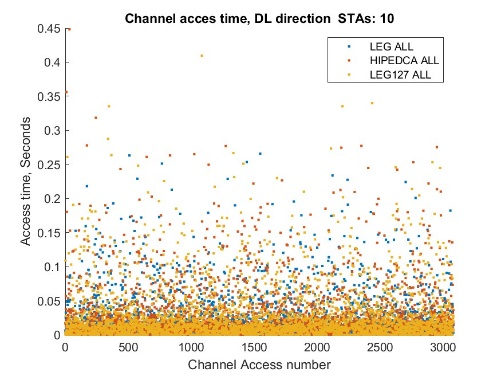 Channel acces time, DL direction  STAs: 10
LEG ALL
HIPEDCA ALL
LEG127 ALL
Access time, Seconds
0.45
0.4
0.35
0.3
0.25
0.2
0.15
0.1
0.05
0
0 500 1000 1500 2000 2500 3000
Channel Access number